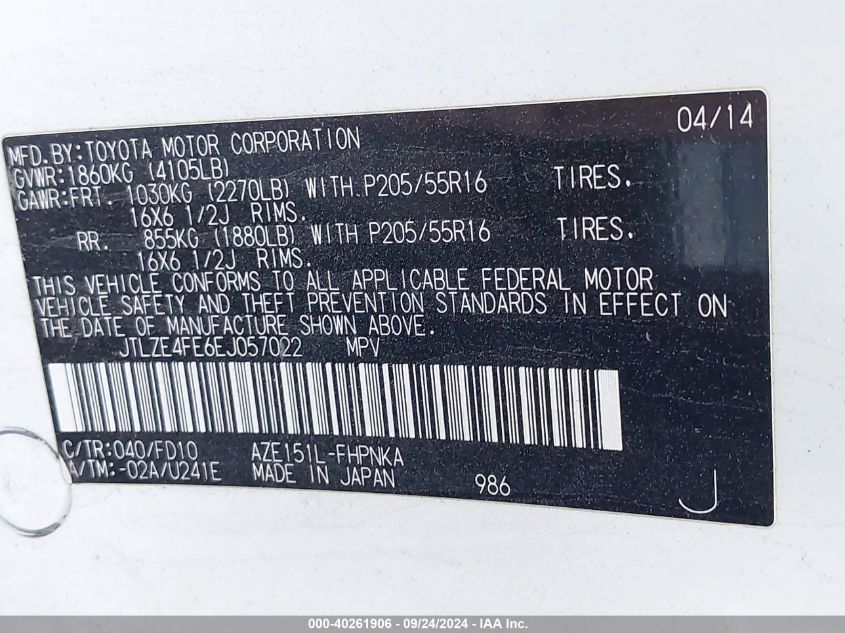 04/14
MFD.BY:TOYOTA MOTOR CORPORATION
GVWR:1860KG (4105LB)
GAWR:FRT. 1030KG (2270LB) WITH P205/55R16 TIRES.
16X6 1/2J RIMS.
RR. 855KG (1880LB) WITH P205/55R16 TIRES.
16X6 1/2J RIMS.
THIS VEHICLE CONFORMS TO ALL APPLICABLE FEDERAL MOTOR
VEHICLE SAFETY AND THEFT PREVENTION STANDARDS IN EFFECT ON
THE DATE OF MANUFACTURE SHOWN ABOVE.
JTLZE4FE6EJ057022 MPV
C/TR:040/FD10 AZE151L-FHPNKA
A/TM:-02A/U241E MADE IN JAPAN
986 J
000-40261906 - 09/24/2024 - IAA Inc.